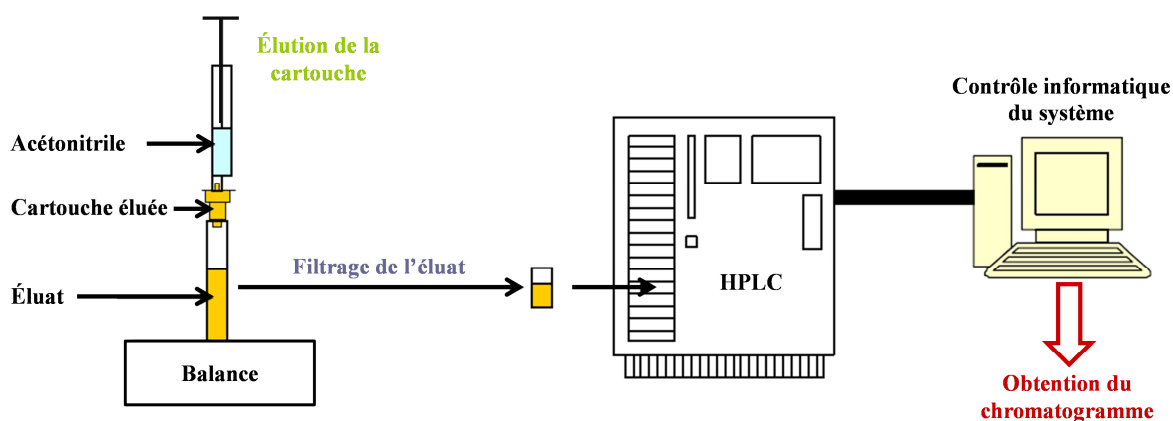 Élution de la
cartouche
Acétonitrile
Cartouche éluée
Éluat
Balance
Filtrage de l'éluat
HPLC
Contrôle informatique
du système
Obtention du
chromatogramme